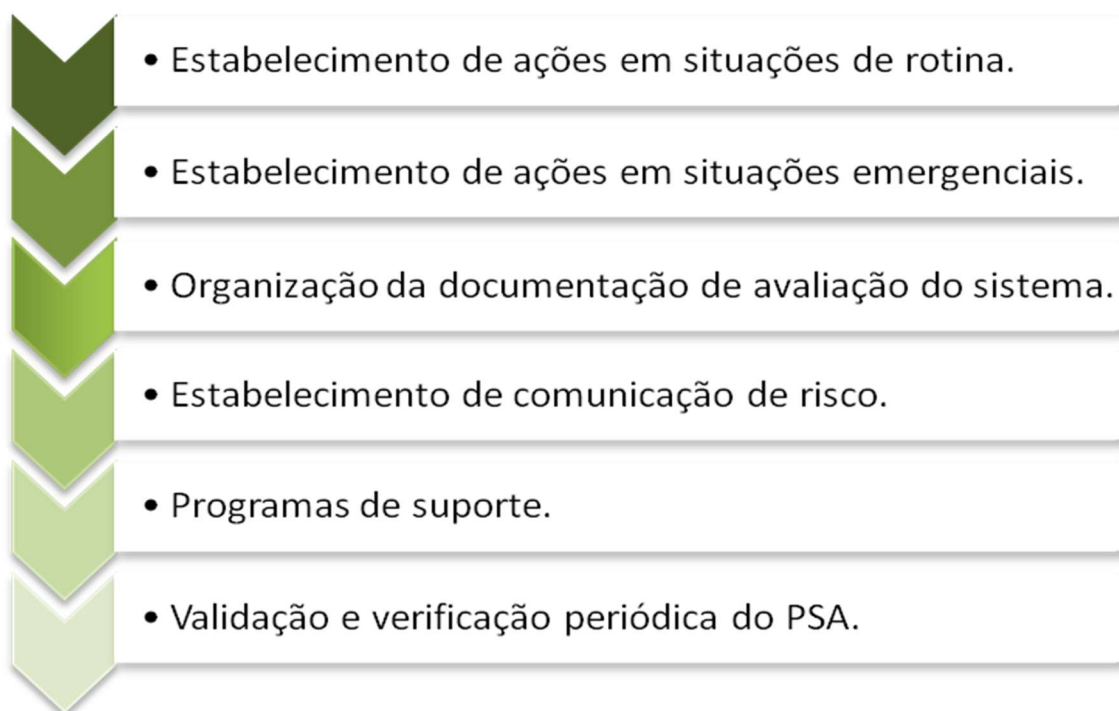 • Estabelecimento de ações em situações de rotina.
• Estabelecimento de ações em situações emergenciais.
• Organização da documentação de avaliação do sistema.
• Estabelecimento de comunicação de risco.
• Programas de suporte.
• Validação e verificação periódica do PSA.